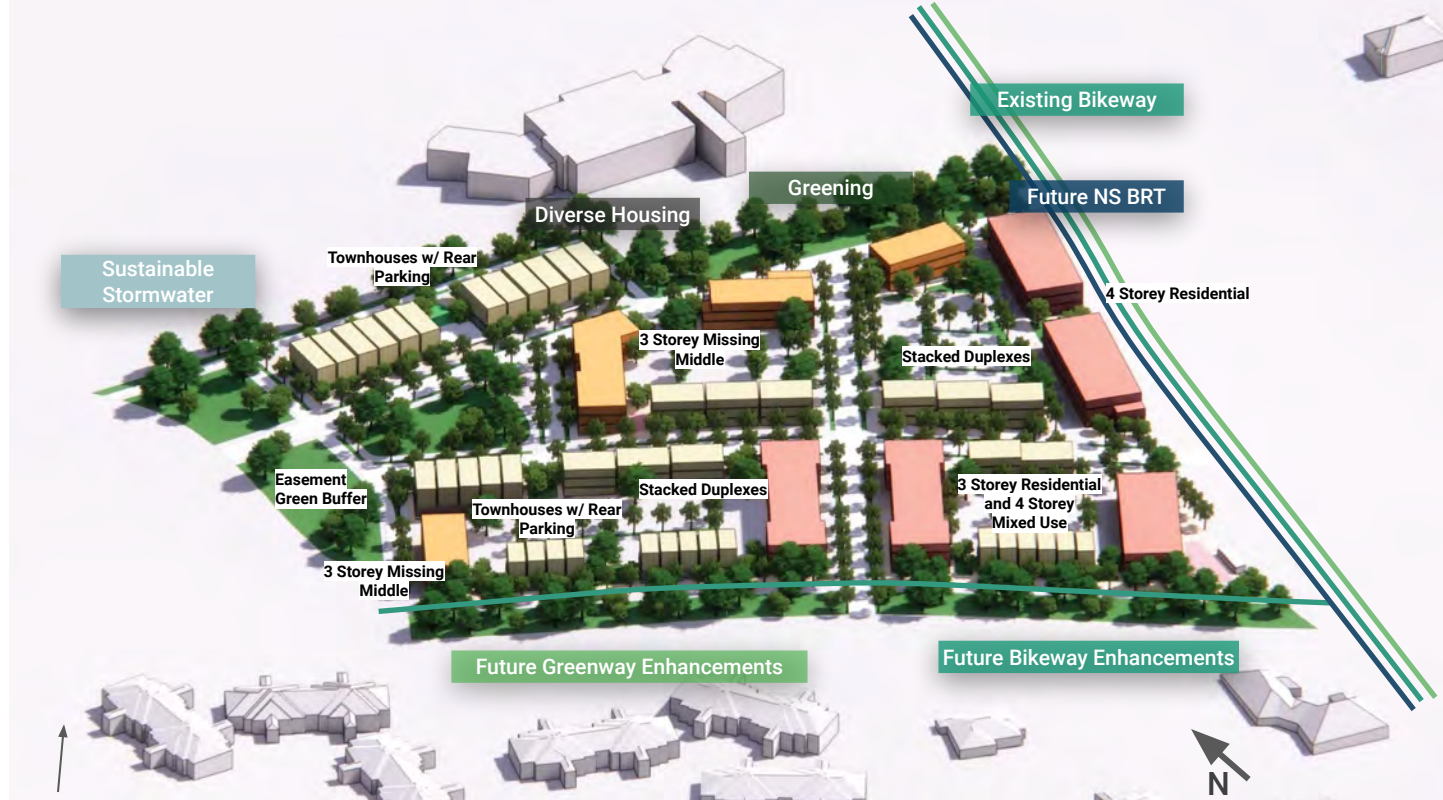 Existing Bikeway
Greening
Future NS BRT
Diverse Housing
Townhouses w/ Rear
Parking
Sustainable
Stormwater
4 Storey Residential
3 Storey Missing
Middle
Stacked Duplexes
Easement
Green Buffer
Stacked Duplexes
3 Storey Residential
and 4 Storey
Mixed Use
Townhouses w/ Rear
Parking
3 Storey Missing
Middle
Future Greenway Enhancements
Future Bikeway Enhancements
N